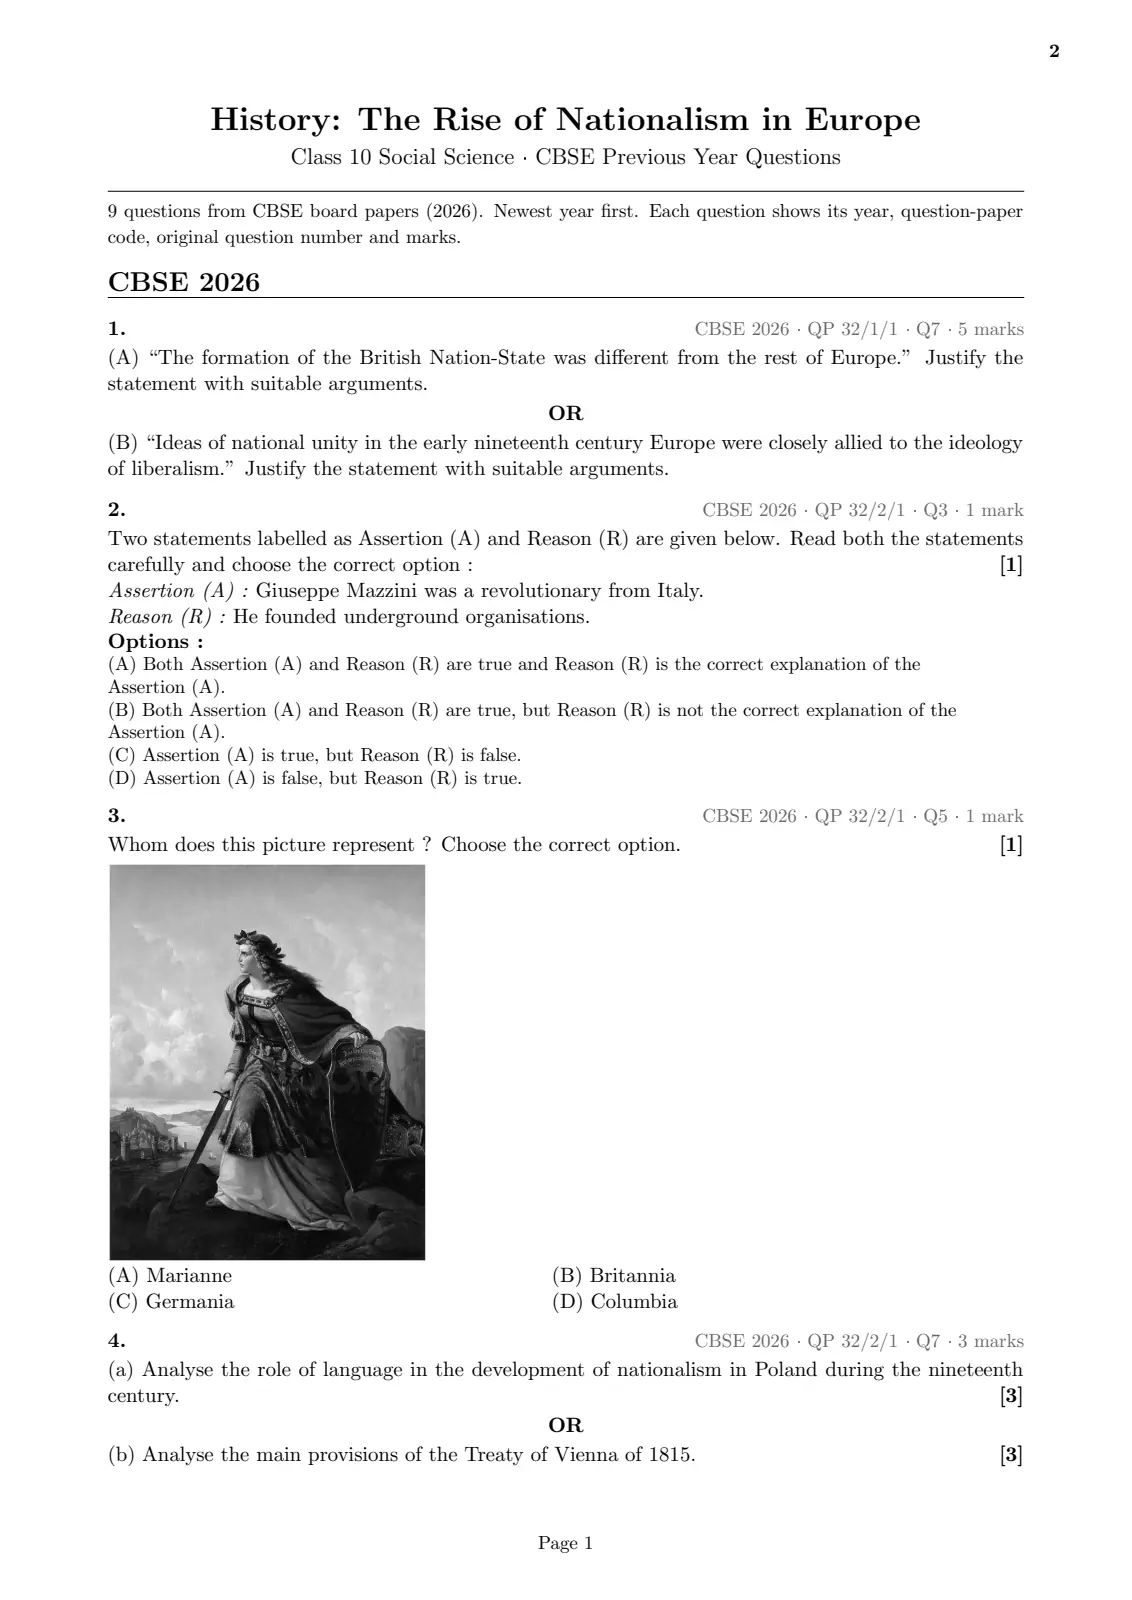 2
History: The Rise of Nationalism in Europe
Class 10 Social Science · CBSE Previous Year Questions
9 questions from CBSE board papers (2026). Newest year first. Each question shows its year, question-paper
code, original question number and marks.
CBSE 2026
1. CBSE 2026 · QP 32/1/1 · Q7 · 5 marks
(A) “The formation of the British Nation-State was different from the rest of Europe.” Justify the
statement with suitable arguments.
OR
(B) “Ideas of national unity in the early nineteenth century Europe were closely allied to the ideology
of liberalism.” Justify the statement with suitable arguments.
2. CBSE 2026 · QP 32/2/1 · Q3 · 1 mark
Two statements labelled as Assertion (A) and Reason (R) are given below. Read both the statements
carefully and choose the correct option : [1]
Assertion (A) : Giuseppe Mazzini was a revolutionary from Italy.
Reason (R) : He founded underground organisations.
Options :
(A) Both Assertion (A) and Reason (R) are true and Reason (R) is the correct explanation of the
Assertion (A).
(B) Both Assertion (A) and Reason (R) are true, but Reason (R) is not the correct explanation of the
Assertion (A).
(C) Assertion (A) is true, but Reason (R) is false.
(D) Assertion (A) is false, but Reason (R) is true.
3. CBSE 2026 · QP 32/2/1 · Q5 · 1 mark
Whom does this picture represent ? Choose the correct option. [1]
(A) Marianne (B) Britannia
(C) Germania (D) Columbia
4. CBSE 2026 · QP 32/2/1 · Q7 · 3 marks
(a) Analyse the role of language in the development of nationalism in Poland during the nineteenth
century. [3]
OR
(b) Analyse the main provisions of the Treaty of Vienna of 1815. [3]
Page 1